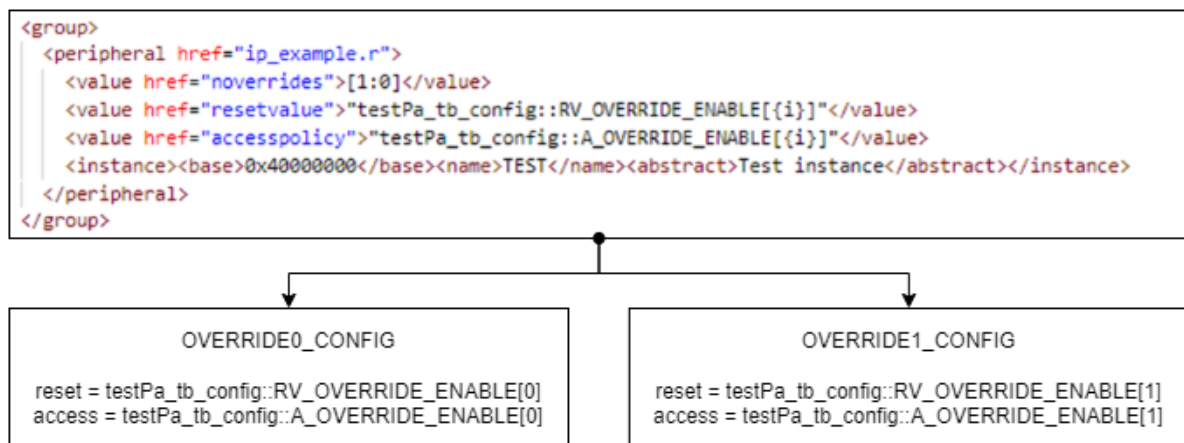 <group>
<peripheral href="ip_example.r">
<value href="noverrides">[1:0]</value>
<value href="resetvalue">"testPa_tb_config::RV_OVERRIDE_ENABLE[{i}]"</value>
<value href="accesspolicy">"testPa_tb_config::A_OVERRIDE_ENABLE[{i}]"</value>
<instance><base>0x40000000</base><name>TEST</name><abstract>Test instance</abstract></instance>
</peripheral>
</group>
OVERRIDE0_CONFIG
reset = testPa_tb_config::RV_OVERRIDE_ENABLE[0]
access = testPa_tb_config::A_OVERRIDE_ENABLE[0]
OVERRIDE1_CONFIG
reset = testPa_tb_config::RV_OVERRIDE_ENABLE[1]
access = testPa_tb_config::A_OVERRIDE_ENABLE[1]